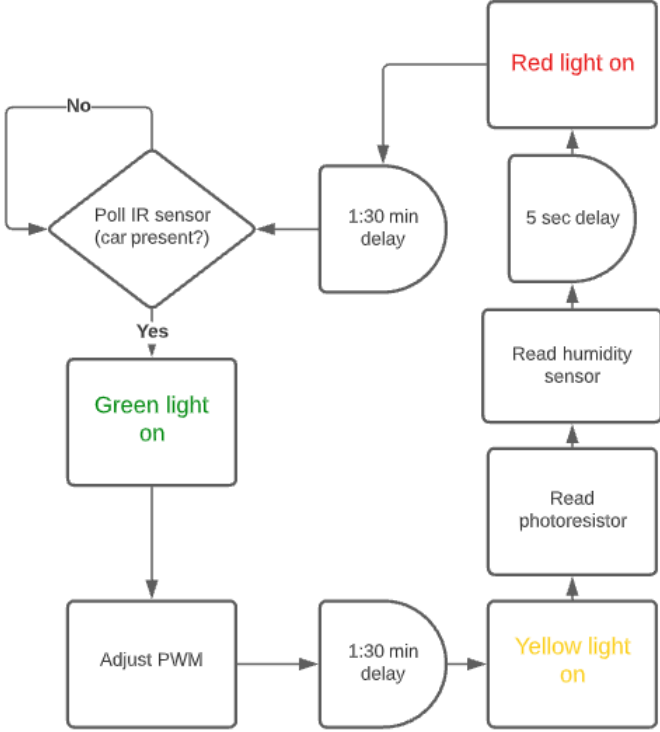 Red light on
No
Poll IR sensor
(car present?)
1:30 min
delay
5 sec delay
Yes
Read humidity
sensor
Green light
on
Read
photoresistor
Adjust PWM
1:30 min
delay
Yellow light
on